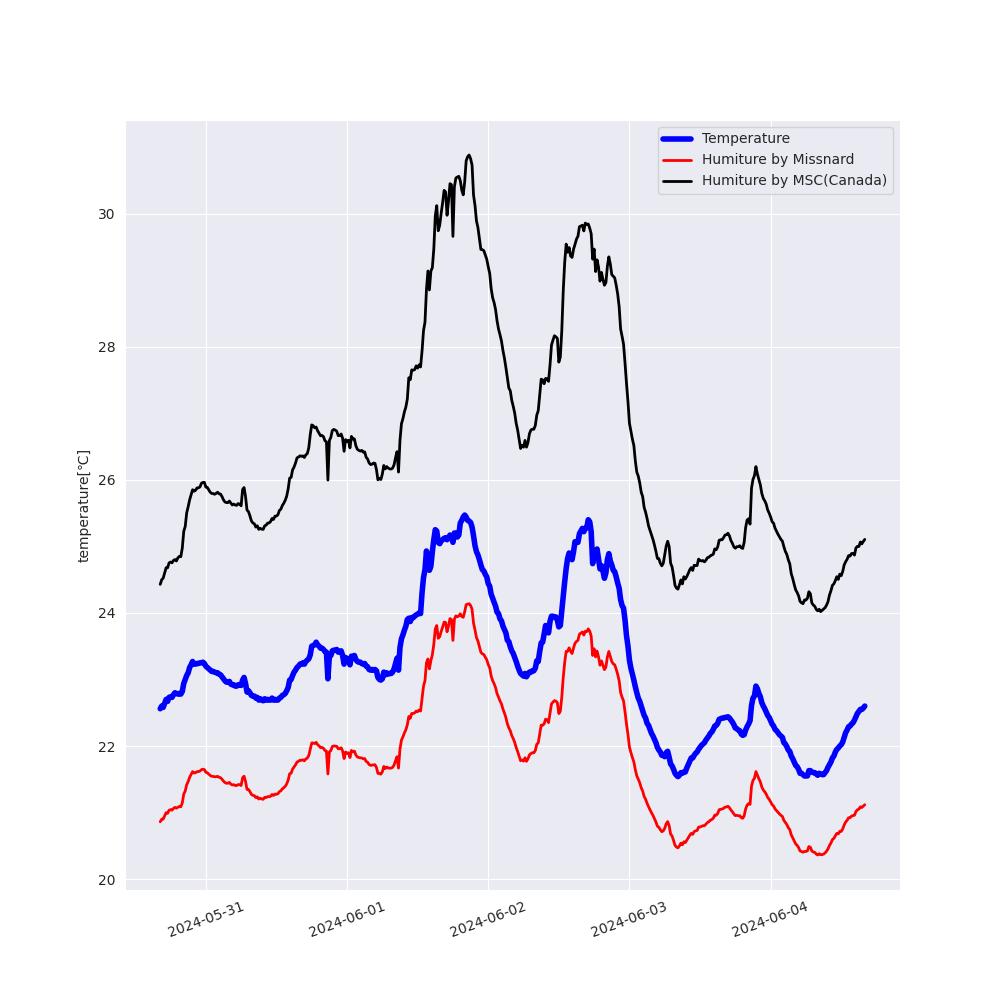 Temperature
Humiture by Missnard
Humiture by MSC(Canada)
temperature[℃]
30
28
26
24
22
20
2024-05-31
2024-06-01
2024-06-02
2024-06-03
2024-06-04